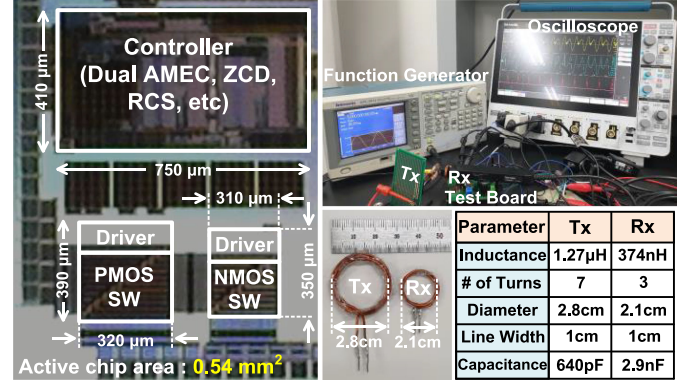 Controller
(Dual AMEC, ZCD,
RCS, etc)
410 μm
750 μm
310 μm
Driver
PMOS
SW
390 μm
Driver
NMOS
SW
350 μm
320 μm
Active chip area : 0.54 mm²
Oscilloscope
Function Generator
Tx
Rx
Test Board
Tx
Rx
2.8cm
2.1cm
Parameter Tx Rx
Inductance 1.27μH 374nH
# of Turns 7 3
Diameter 2.8cm 2.1cm
Line Width 1cm 1cm
Capacitance 640pF 2.9nF